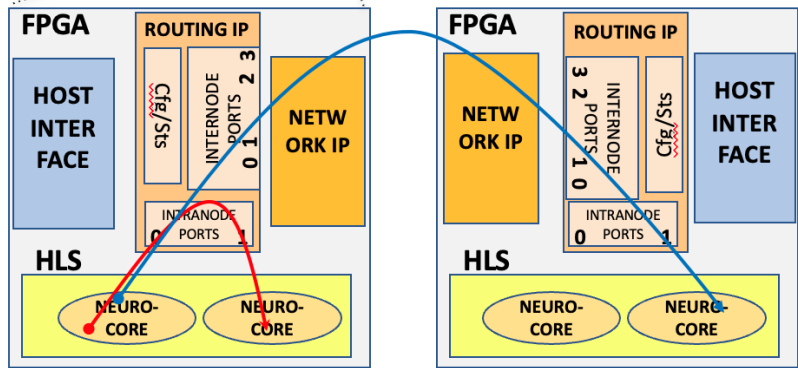 FPGA
ROUTING IP
HOST
INTER
FACE
Cfg/Sts
INTERNODE
PORTS
0 1 2 3
NETW
ORK IP
INTRANODE
PORTS
0 1
HLS
NEURO-
CORE
NEURO-
CORE
FPGA
ROUTING IP
NETW
ORK IP
3 2 1 0
INTERNODE
PORTS
Cfg/Sts
HOST
INTER
FACE
INTRANODE
PORTS
0 1
HLS
NEURO-
CORE
NEURO-
CORE